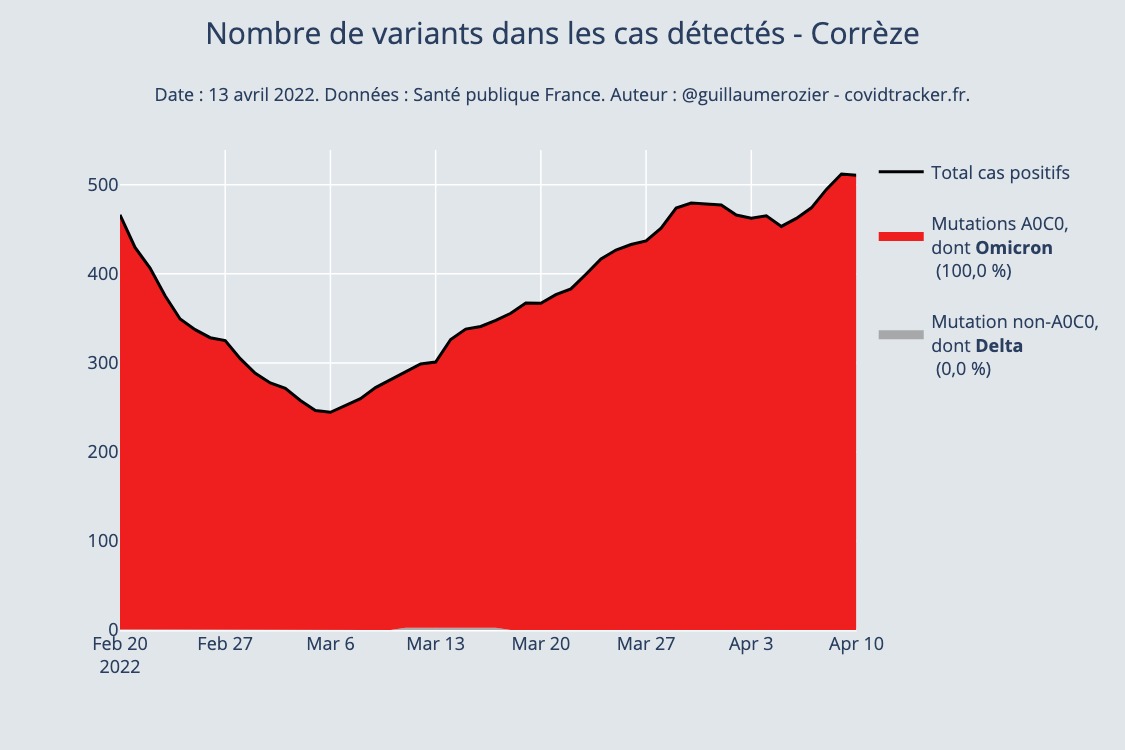 Nombre de variants dans les cas détectés - Corrèze
Date : 13 avril 2022. Données : Santé publique France. Auteur : @guillaumerozier - covidtracker.fr.
500
400
300
200
100
0
Feb 20
2022
Feb 27
Mar 6
Mar 13
Mar 20
Mar 27
Apr 3
Apr 10
Total cas positifs
Mutations A0C0,
dont Omicron
(100,0 %)
Mutation non-A0C0,
dont Delta
(0,0 %)